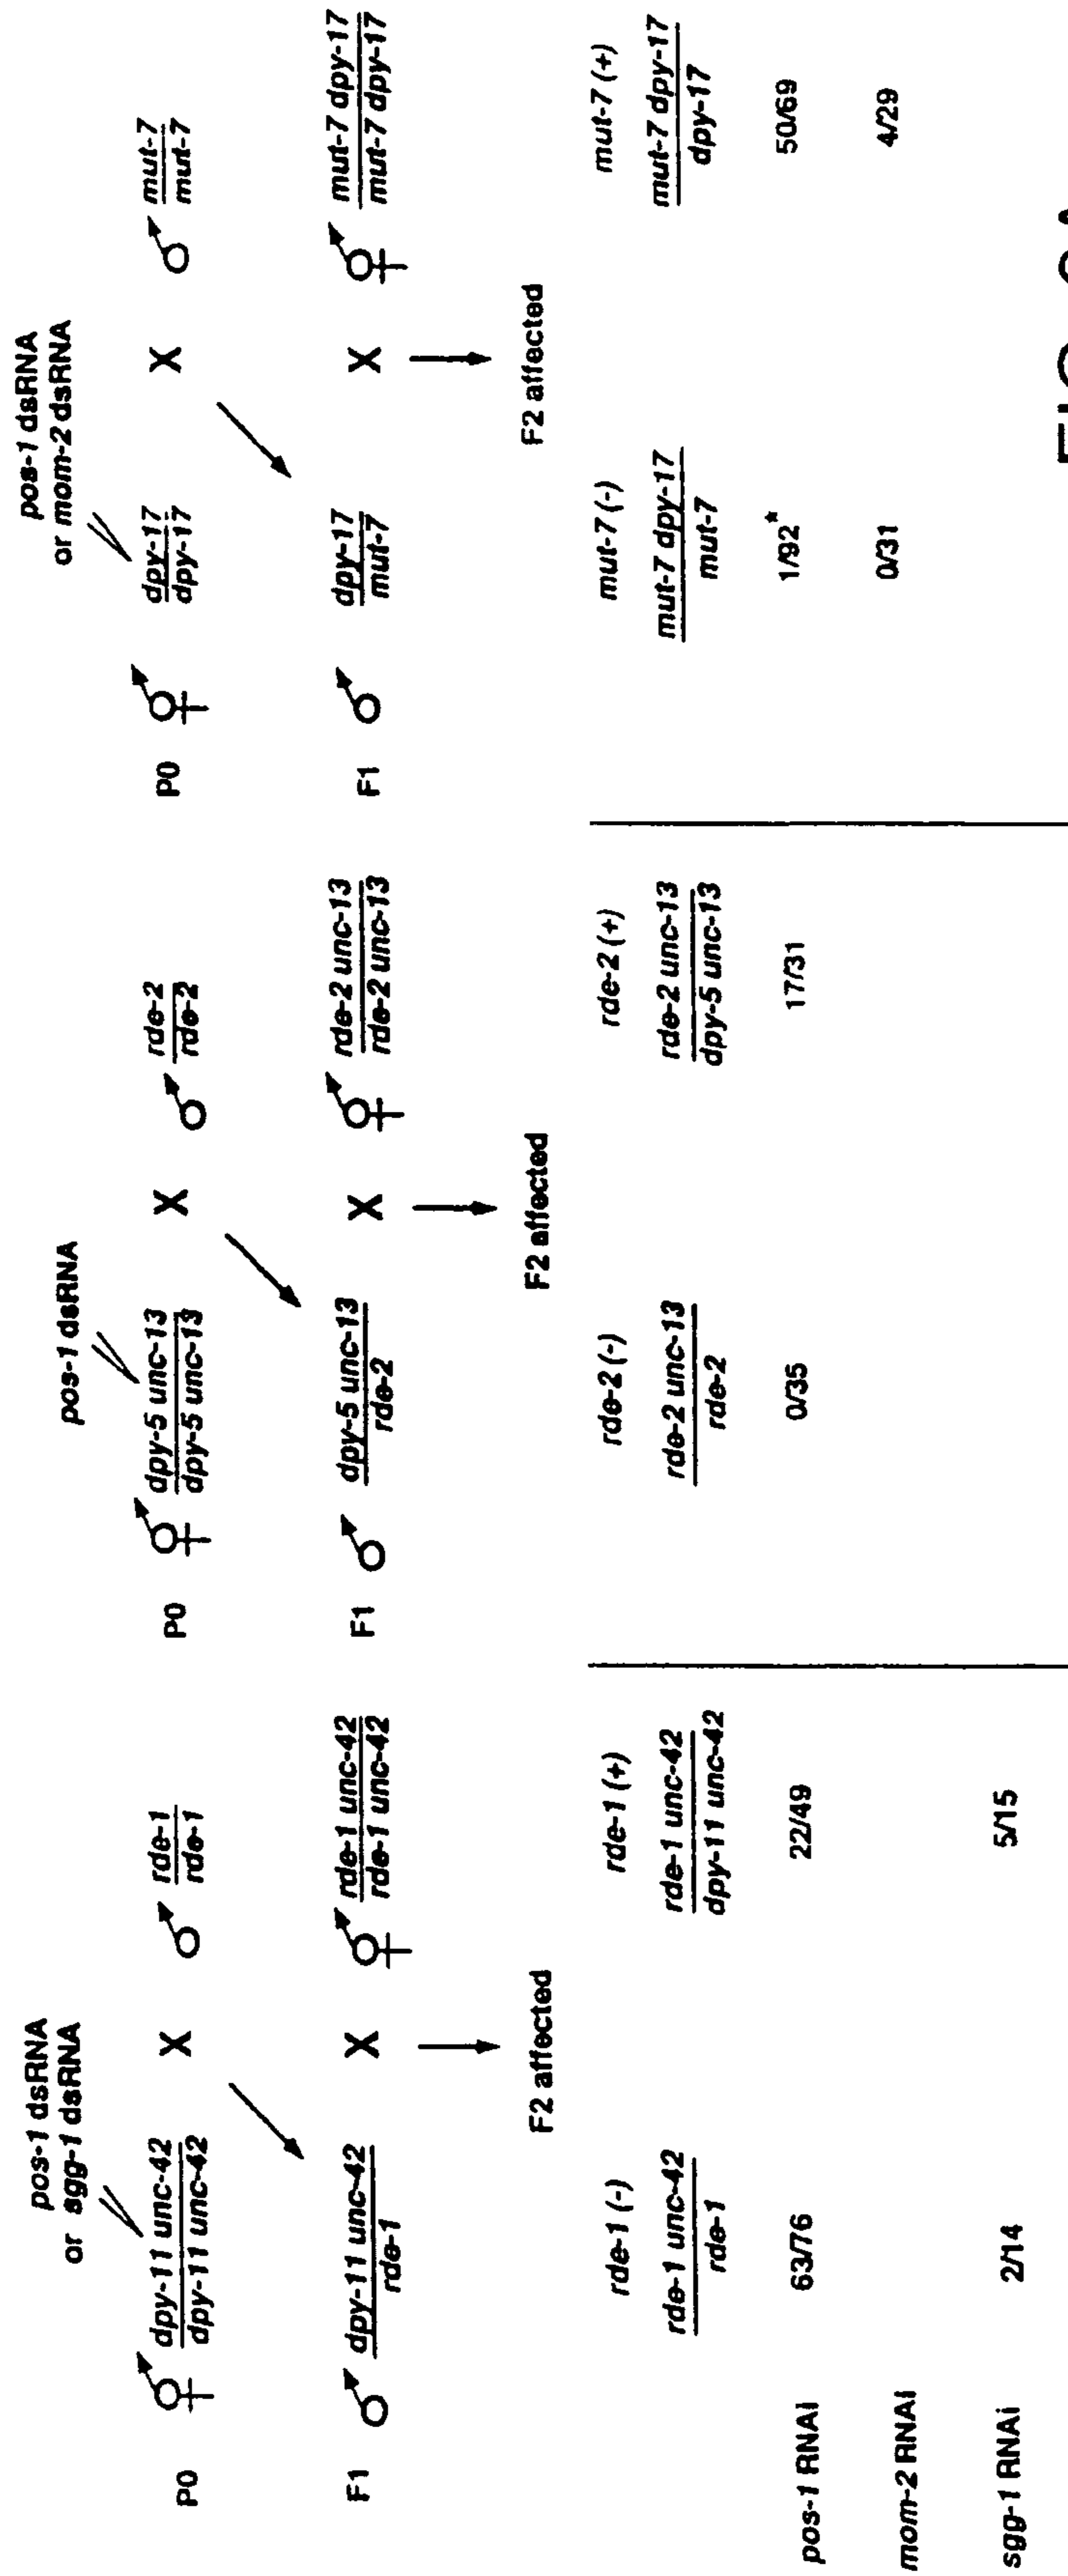 pos-1 dsRNA
or sgg-1 dsRNA
P0
dpy-11 unc-42
dpy-11 unc-42
X
rde-1
rde-1
F1
dpy-11 unc-42
rde-1
X
rde-1 unc-42
rde-1 unc-42
F2 affected
rde-1 (-)
rde-1 unc-42
rde-1
rde-1 (+)
rde-1 unc-42
dpy-11 unc-42
pos-1 RNAi
63/76
22/49
mom-2 RNAi
sgg-1 RNAi
2/14
5/15
pos-1 dsRNA
P0
dpy-5 unc-13
dpy-5 unc-13
X
rde-2
rde-2
F1
dpy-5 unc-13
rde-2
X
rde-2 unc-13
rde-2 unc-13
F2 affected
rde-2 (-)
rde-2 unc-13
rde-2
rde-2 (+)
rde-2 unc-13
dpy-5 unc-13
0/35
17/31
pos-1 dsRNA
or mom-2 dsRNA
P0
dpy-17
dpy-17
X
mut-7
mut-7
F1
dpy-17
mut-7
X
mut-7 dpy-17
mut-7 dpy-17
F2 affected
mut-7 (-)
mut-7 dpy-17
mut-7
mut-7 (+)
mut-7 dpy-17
dpy-17
1/92*
50/69
0/31
4/29
FIG